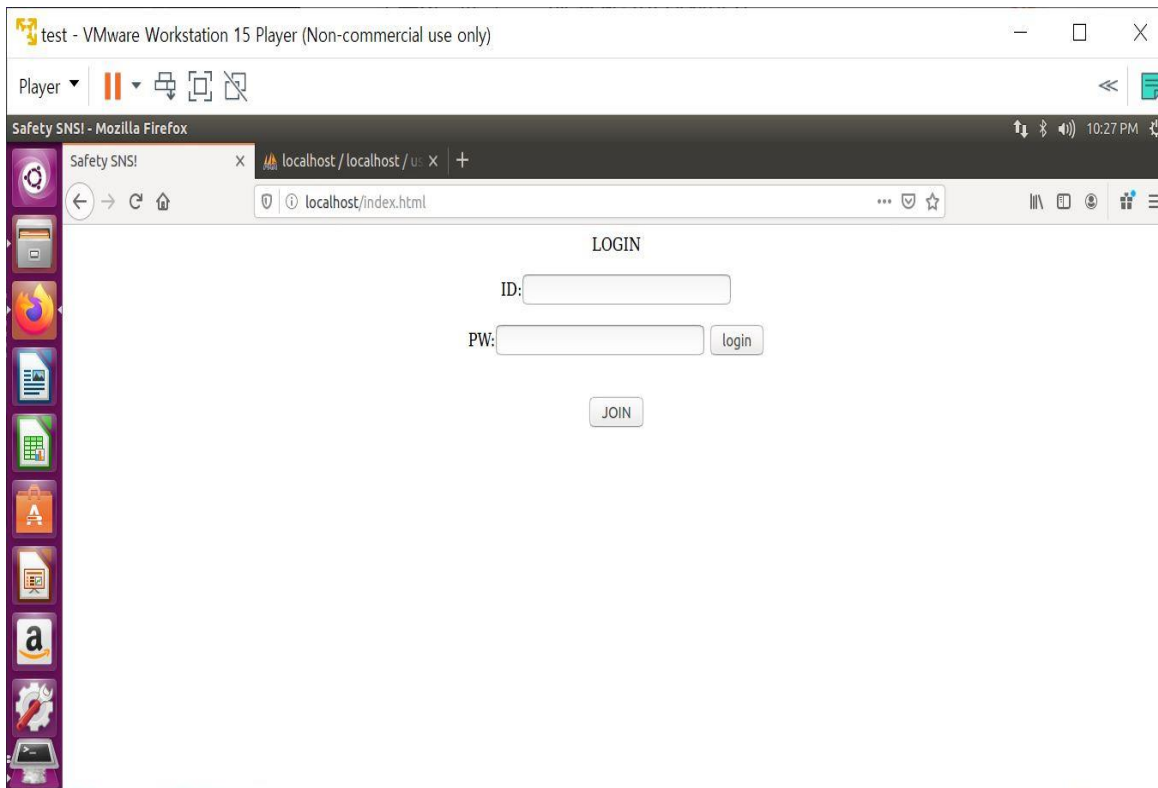 test - VMware Workstation 15 Player (Non-commercial use only)
Player
Safety SNS! - Mozilla Firefox
10:27 PM
Safety SNS!
localhost / localhost / us
localhost/index.html
LOGIN
ID:
PW:
login
JOIN